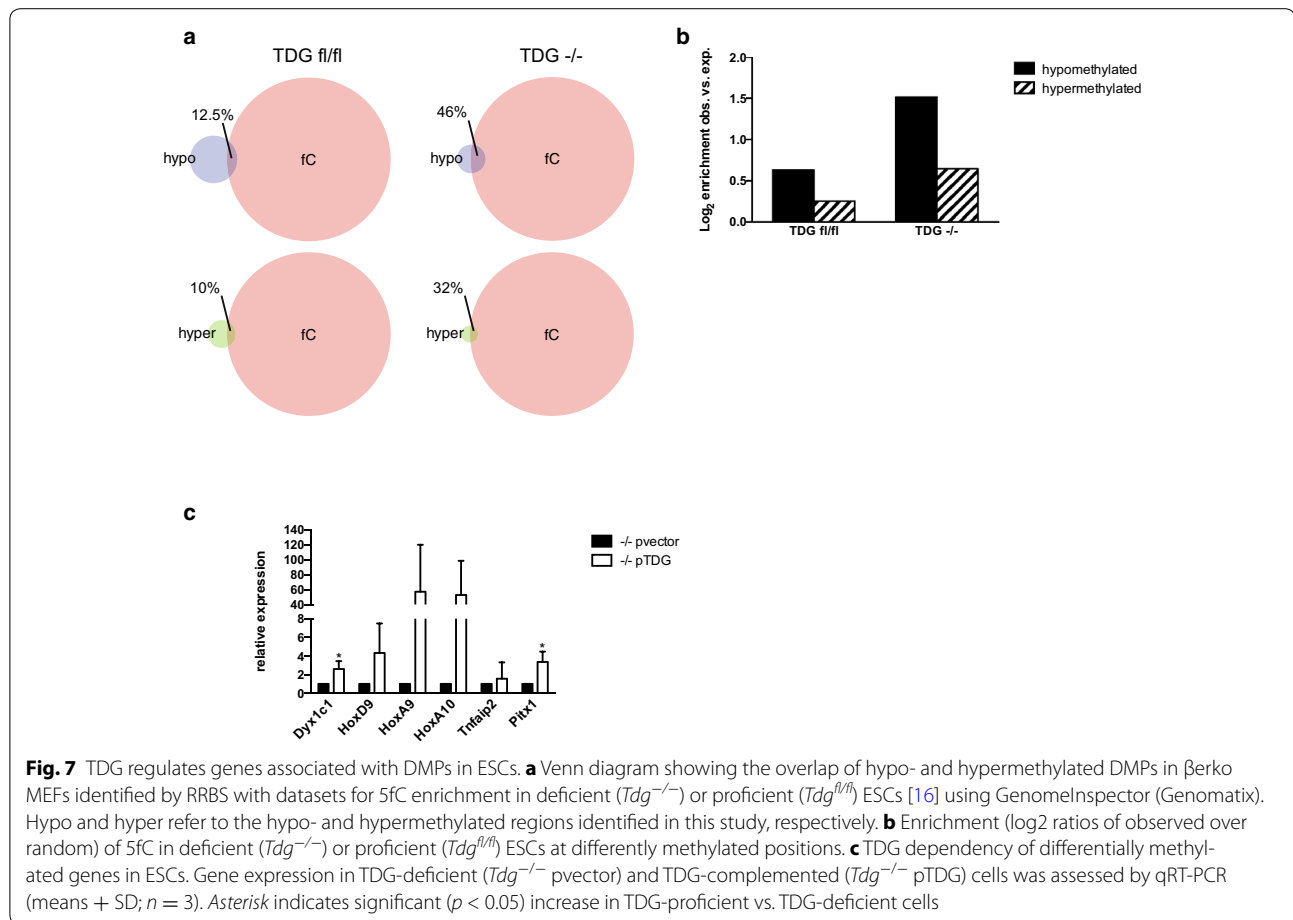 a
TDG fl/fl
TDG -/-
12.5%
46%
hypo
fC
hypo
fC
10%
32%
hyper
fC
hyper
fC
b
Log2 enrichment obs. vs. exp.
2.0
1.5
1.0
0.5
0.0
TDG fl/fl
TDG -/-
hypomethylated
hypermethylated
c
relative expression
140
120
100
80
60
40
8
6
4
2
0
*
*
Dyx1c1
HoxD9
HoxA9
HoxA10
Tnfaip2
Pitx1
-/- pvector
-/- pTDG
Fig. 7 TDG regulates genes associated with DMPs in ESCs. a Venn diagram showing the overlap of hypo- and hypermethylated DMPs in βerko
MEFs identified by RRBS with datasets for 5fC enrichment in deficient (Tdg−/−) or proficient (Tdgfl/fl) ESCs [16] using GenomeInspector (Genomatix).
Hypo and hyper refer to the hypo- and hypermethylated regions identified in this study, respectively. b Enrichment (log2 ratios of observed over
random) of 5fC in deficient (Tdg−/−) or proficient (Tdgfl/fl) ESCs at differently methylated positions. c TDG dependency of differentially methyl-
ated genes in ESCs. Gene expression in TDG-deficient (Tdg−/− pvector) and TDG-complemented (Tdg−/− pTDG) cells was assessed by qRT-PCR
(means + SD; n = 3). Asterisk indicates significant (p < 0.05) increase in TDG-proficient vs. TDG-deficient cells